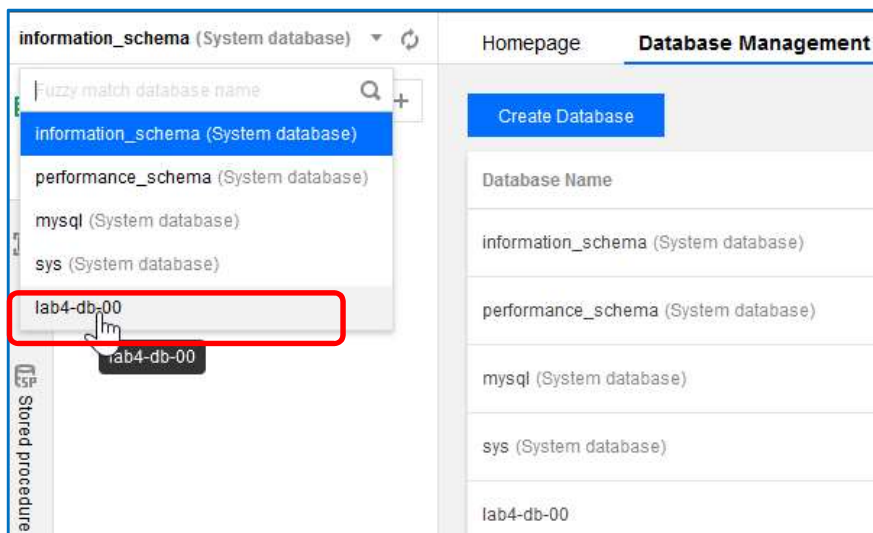 information_schema (System database)
Fuzzy match database name
information_schema (System database)
performance_schema (System database)
mysql (System database)
sys (System database)
lab4-db-00
lab4-db-00
Stored procedure
Homepage
Database Management
Create Database
Database Name
information_schema (System database)
performance_schema (System database)
mysql (System database)
sys (System database)
lab4-db-00